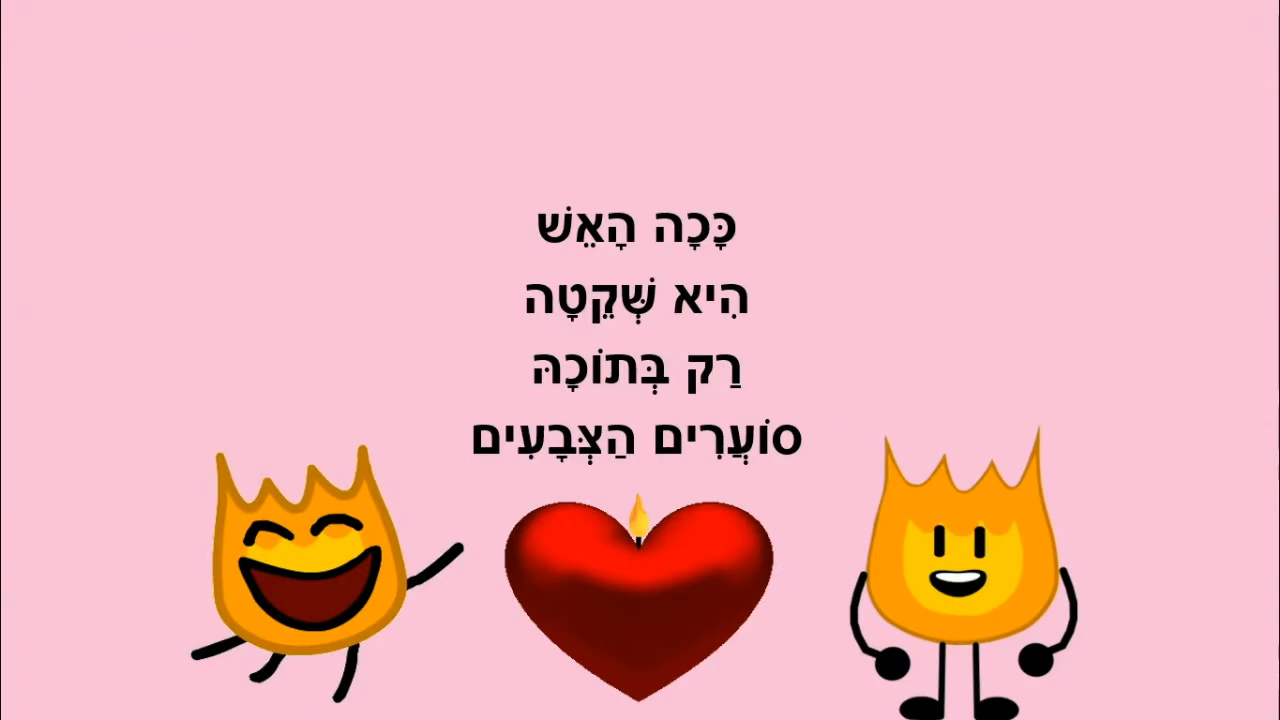 כָּכָה הָאֵשׁ
הִיא שְּׁקֵטָה
רַק בְּתוֹכָהּ
סוֹעֲרִים הַצְּבָעִים